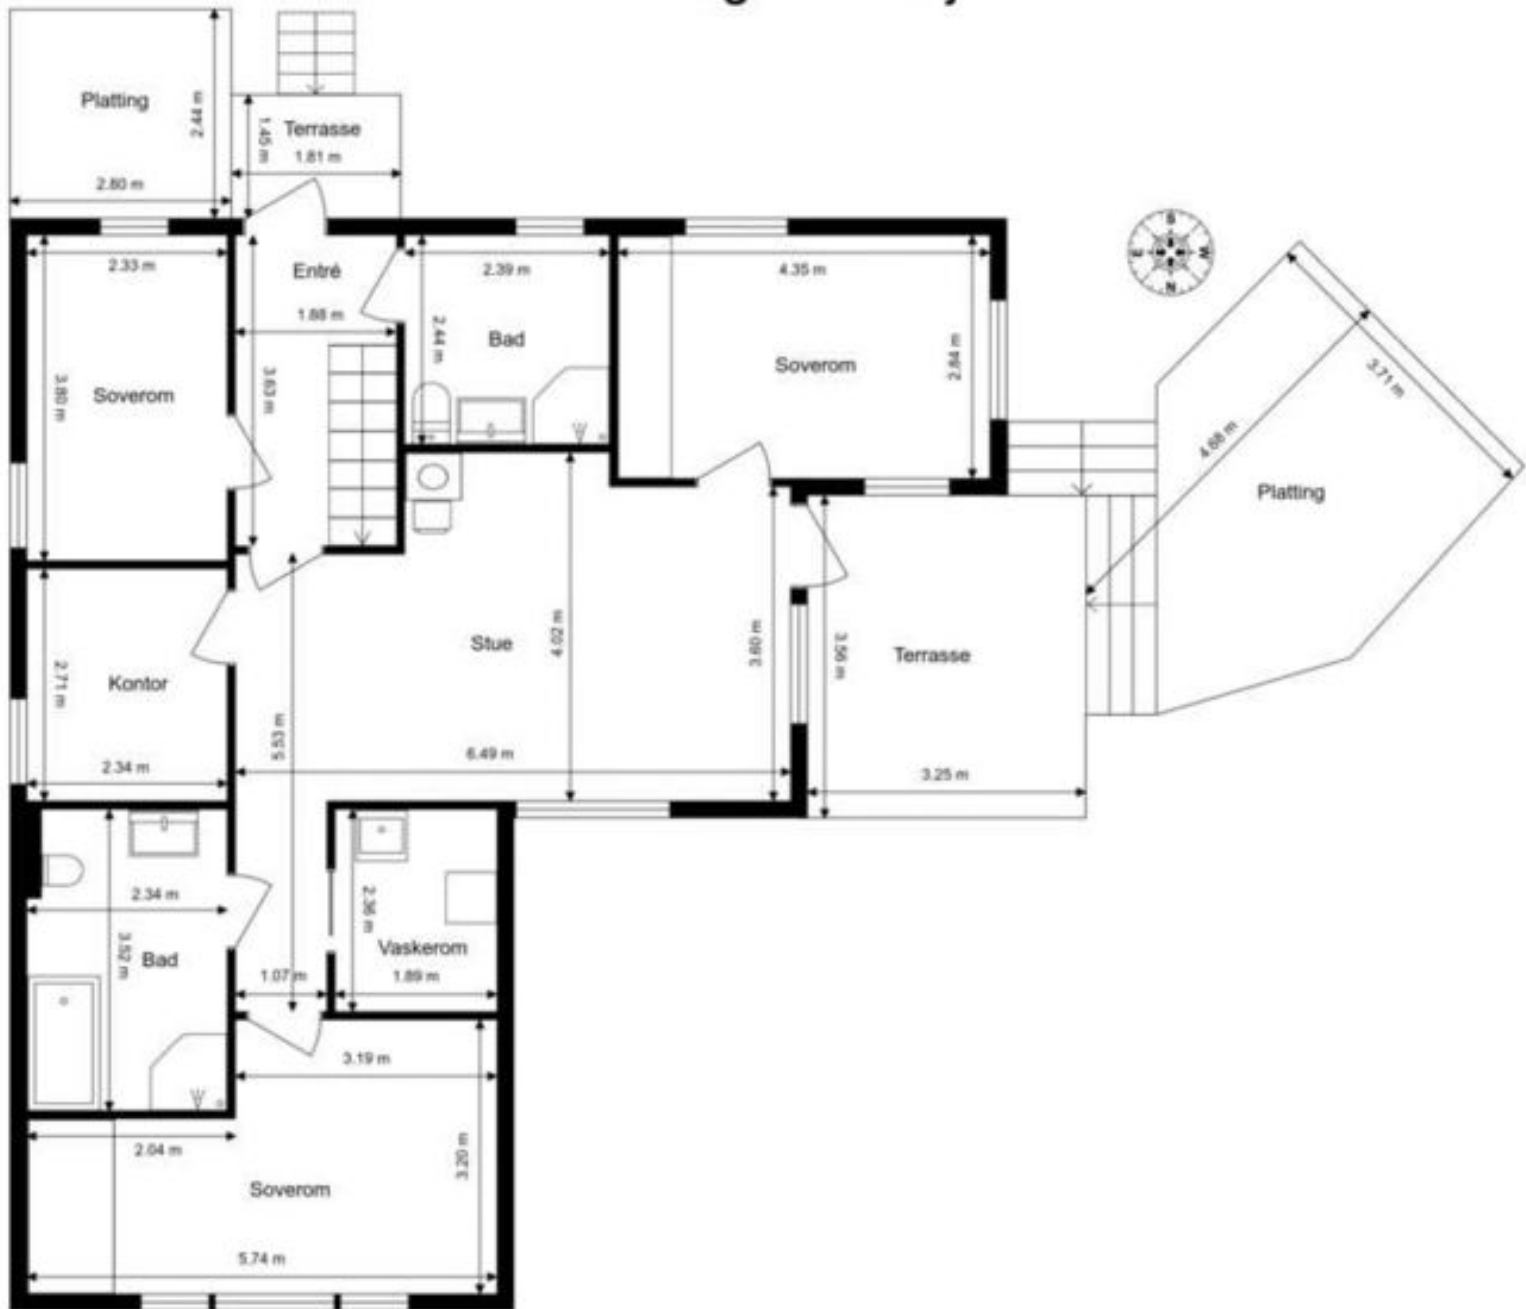 Platting
2.44 m
2.80 m
1.45 m
Terrasse
1.81 m
2.33 m
Entré
1.88 m
2.39 m
4.35 m
S
E
W
N
3.80 m
Soverom
3.63 m
2.44 m
Bad
Soverom
2.84 m
3.71 m
4.68 m
Platting
2.71 m
Kontor
2.34 m
5.53 m
Stue
4.02 m
6.49 m
3.60 m
3.56 m
Terrasse
3.25 m
2.34 m
3.52 m
Bad
1.07 m
2.36 m
Vaskerom
1.89 m
3.19 m
2.04 m
Soverom
3.20 m
5.74 m